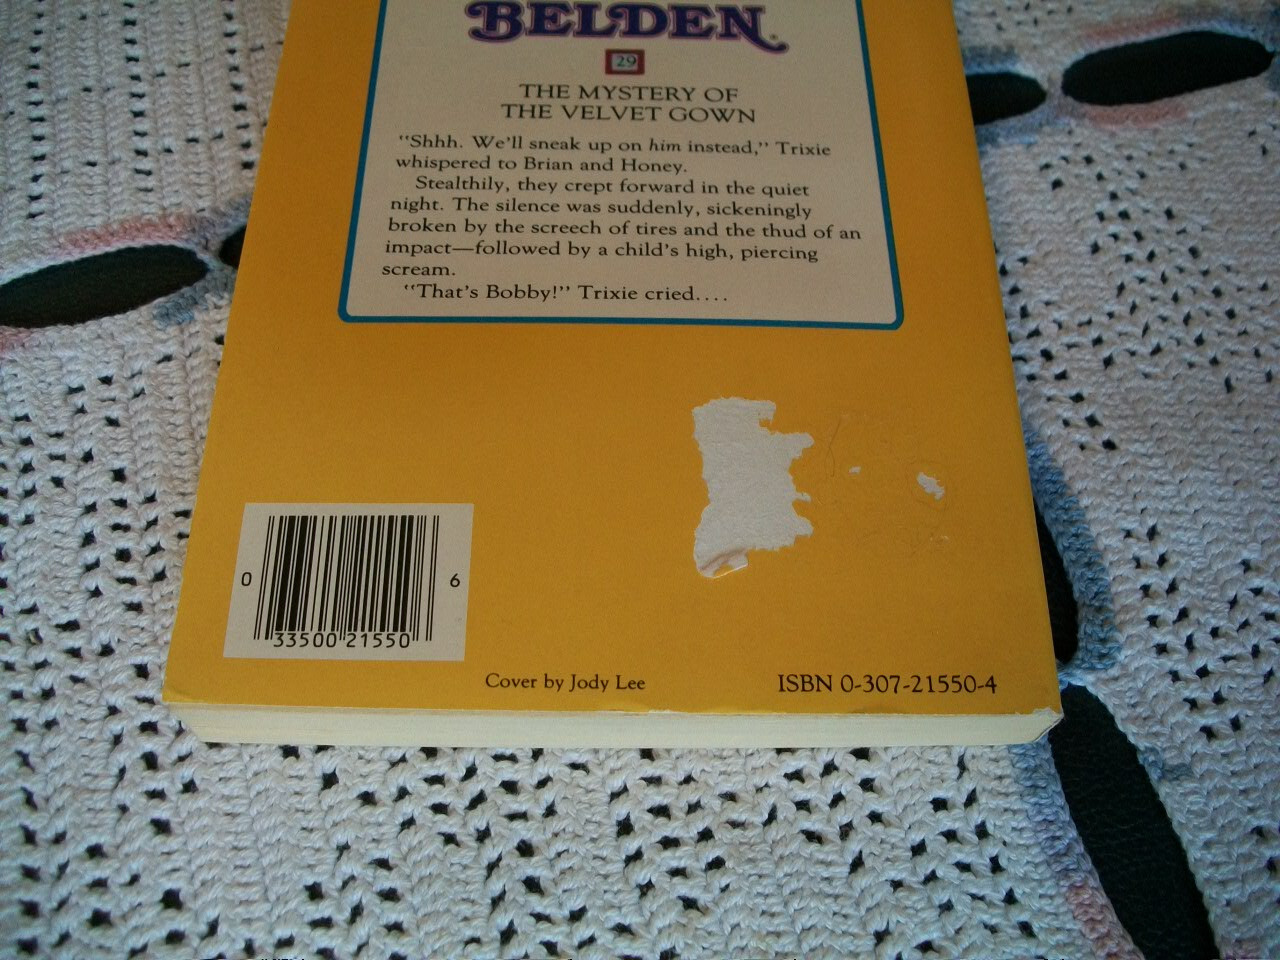 BELDEN
29
THE MYSTERY OF
THE VELVET GOWN
"Shhh. We'll sneak up on him instead," Trixie
whispered to Brian and Honey.
Stealthily, they crept forward in the quiet
night. The silence was suddenly, sickeningly
broken by the screech of tires and the thud of an
impact—followed by a child's high, piercing
scream.
"That's Bobby!" Trixie cried....
0 33500 21550 6
Cover by Jody Lee
ISBN 0-307-21550-4